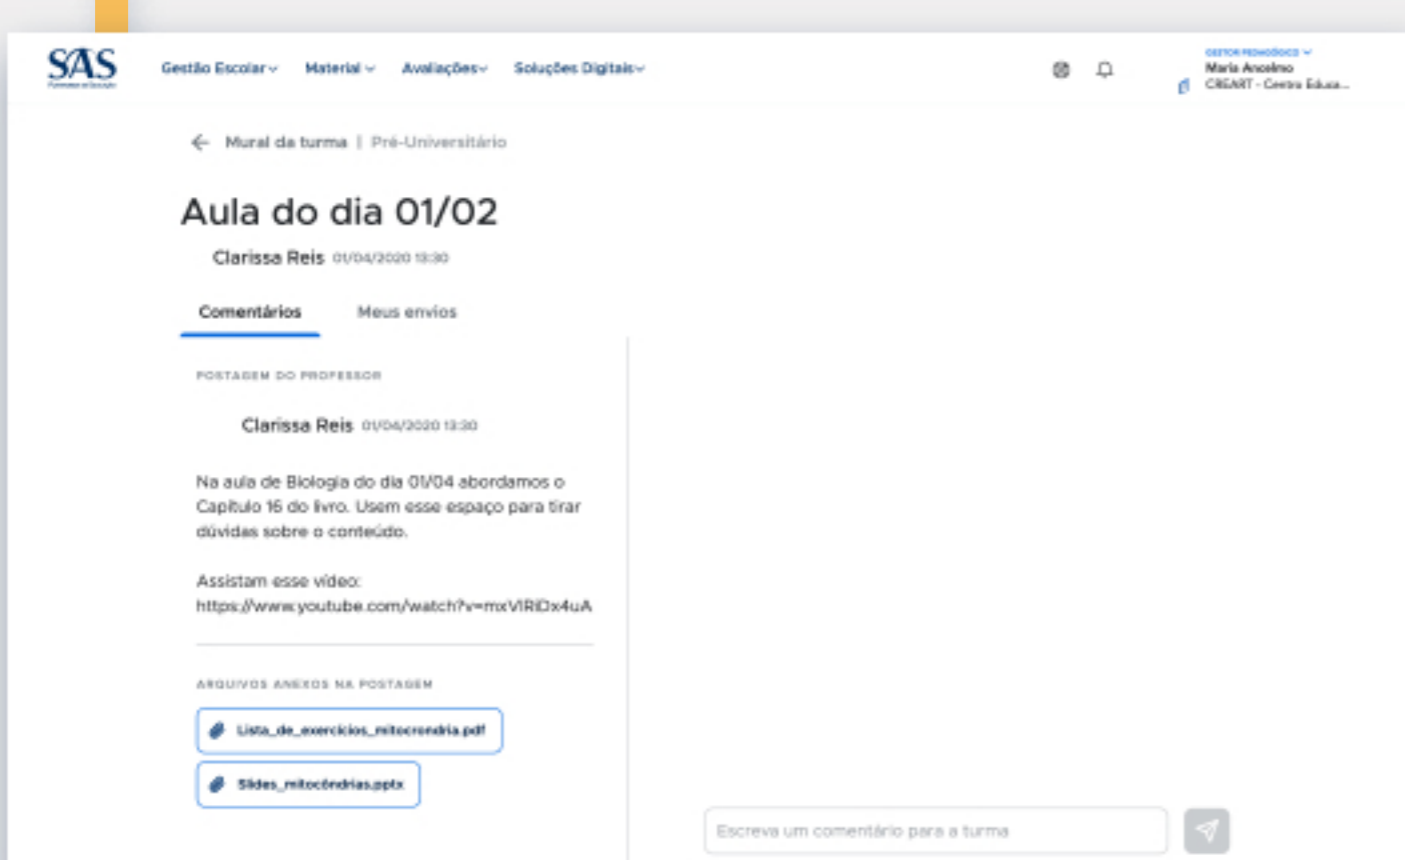 SAS
Gestão Escolar Material Avaliações Soluções Digitais
GESTOR PEDAGÓGICO
Maria Ancelmo
CREART - Centro Educa...
Mural da turma | Pré-Universitário
Aula do dia 01/02
Clarissa Reis 01/04/2020 13:30
Comentários Meus envios
POSTAGEM DO PROFESSOR
Clarissa Reis 01/04/2020 13:30
Na aula de Biologia do dia 01/04 abordamos o
Capítulo 16 do livro. Usem esse espaço para tirar
dúvidas sobre o conteúdo.
Assistam esse vídeo:
https://www.youtube.com/watch?v=mxVIRiDx4uA
ARQUIVOS ANEXOS NA POSTAGEM
Lista_de_exercícios_mitocrondria.pdf
Slides_mitocôndrias.pptx
Escreva um comentário para a turma